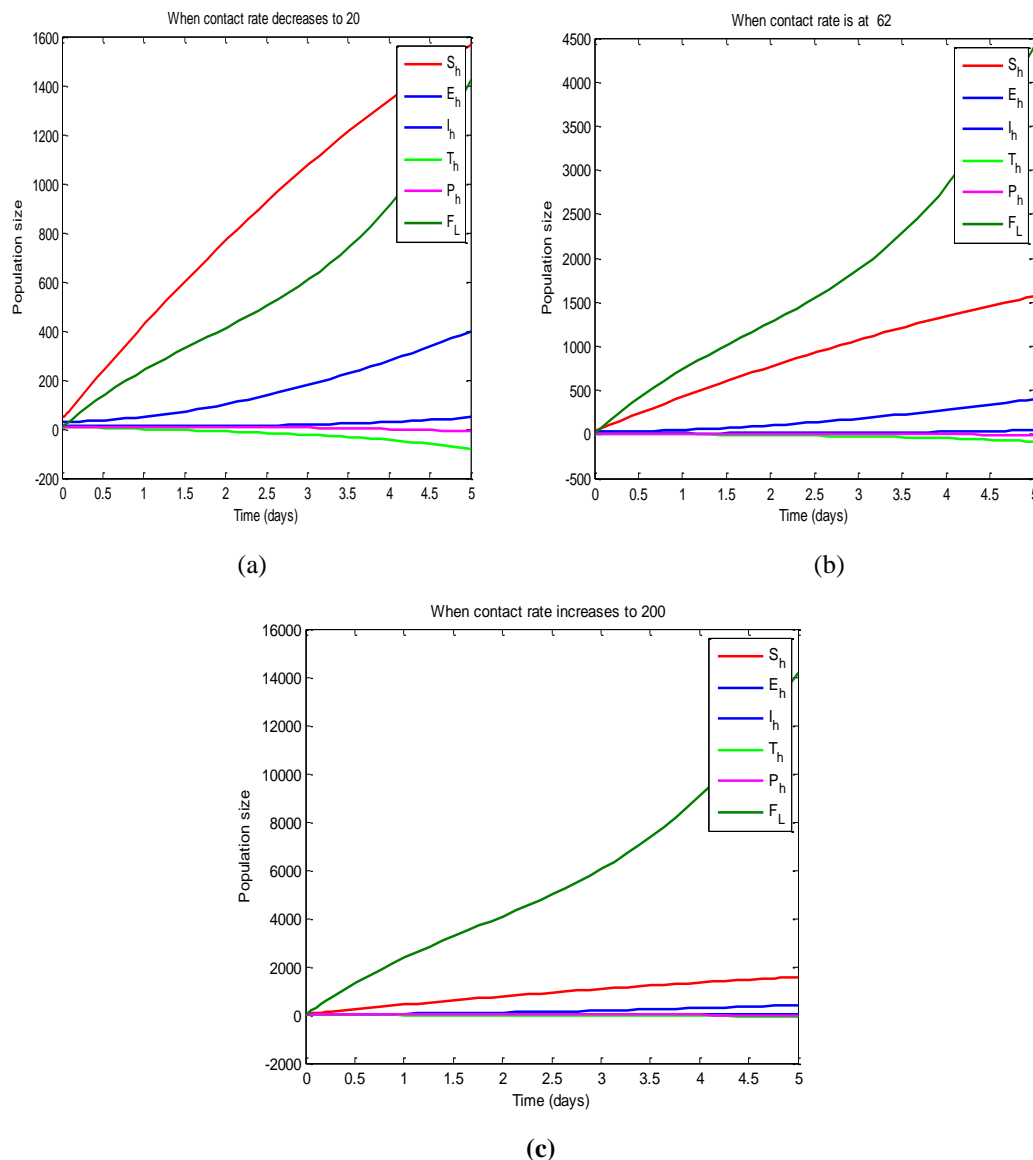 When contact rate decreases to 20
1600
1400
1200
1000
800
600
400
200
0
-200
Population size
0 0.5 1 1.5 2 2.5 3 3.5 4 4.5 5
Time (days)
S_h
E_h
I_h
T_h
P_h
F_L
(a)
When contact rate is at 62
4500
4000
3500
3000
2500
2000
1500
1000
500
0
-500
Population size
0 0.5 1 1.5 2 2.5 3 3.5 4 4.5 5
Time (days)
S_h
E_h
I_h
T_h
P_h
F_L
(b)
When contact rate increases to 200
16000
14000
12000
10000
8000
6000
4000
2000
0
-2000
Population size
0 0.5 1 1.5 2 2.5 3 3.5 4 4.5 5
Time (days)
S_h
E_h
I_h
T_h
P_h
F_L
(c)